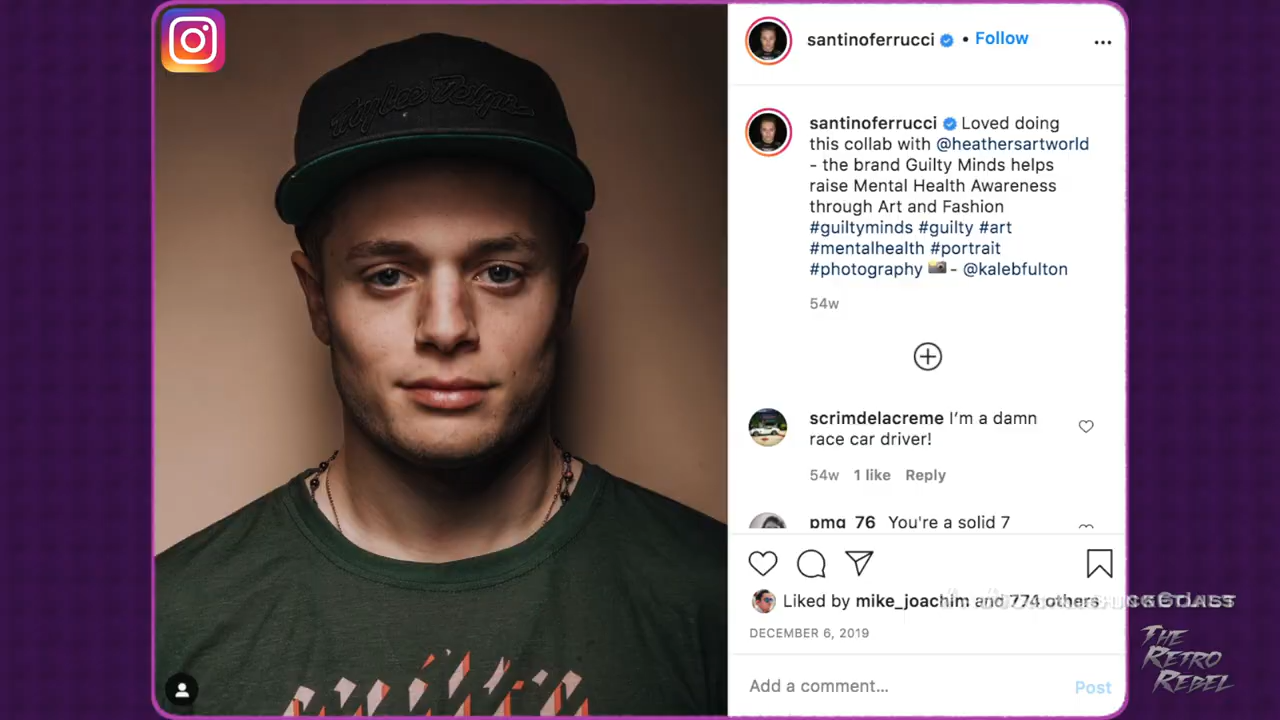 santinoferrucci • Follow
santinoferrucci Loved doing
this collab with @heathersartworld
- the brand Guilty Minds helps
raise Mental Health Awareness
through Art and Fashion
#guiltyminds #guilty #art
#mentalhealth #portrait
#photography - @kalebfulton
54w
scrimdelacreme I'm a damn
race car driver!
54w 1 like Reply
pmg_76 You're a solid 7
Liked by mike_joachim and 774 others
DECEMBER 6, 2019
Add a comment...
Post
THE
RETRO
REBEL